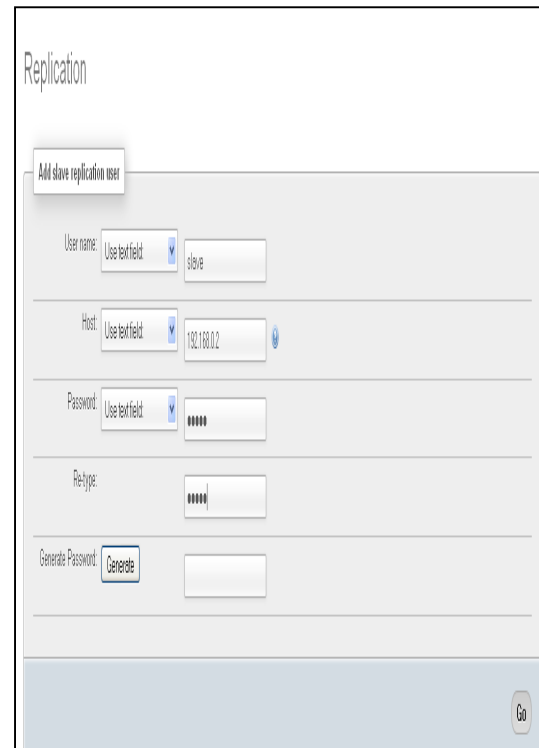 Replication
Add slave replication user
User name: Use text field: slave
Host: Use text field: 192.168.0.2
Password: Use text field: •••••
Re-type: •••••
Generate Password: Generate
Go